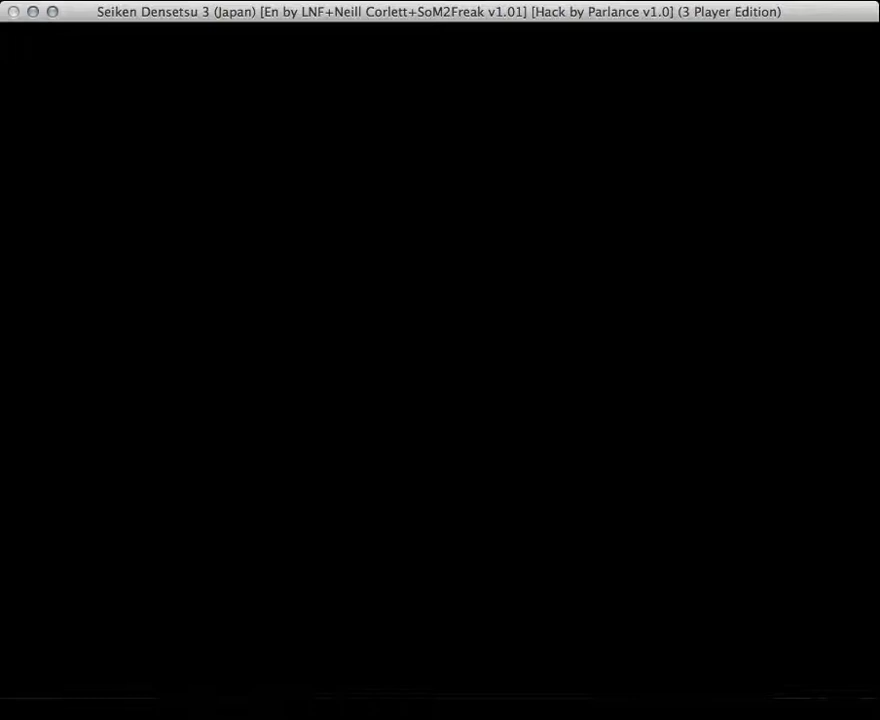 Seiken Densetsu 3 (Japan) [En by LNF+Neill Corlett+SoM2Freak v1.01] [Hack by Parlance v1.0] (3 Player Edition)